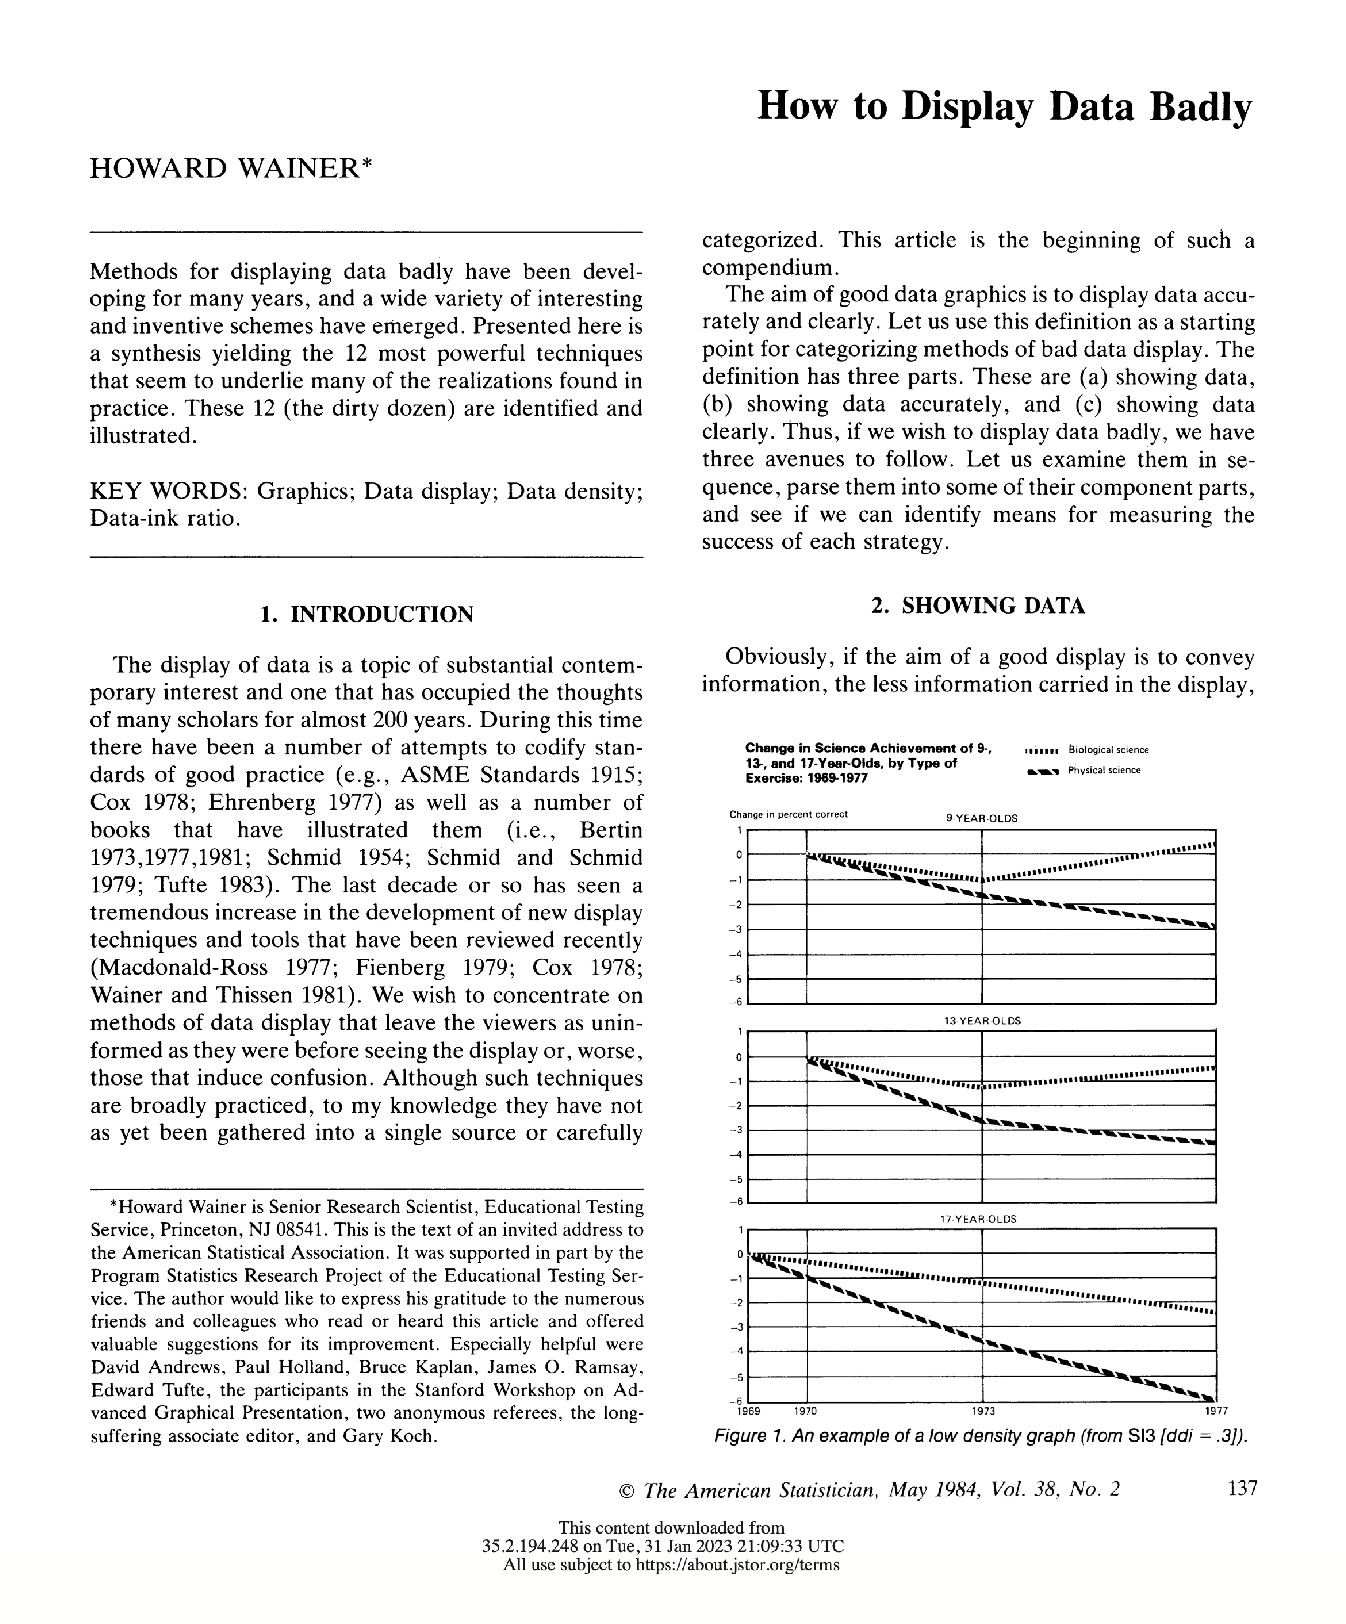 How to Display Data Badly
HOWARD WAINER*
Methods for displaying data badly have been devel-
oping for many years, and a wide variety of interesting
and inventive schemes have emerged. Presented here is
a synthesis yielding the 12 most powerful techniques
that seem to underlie many of the realizations found in
practice. These 12 (the dirty dozen) are identified and
illustrated.
KEY WORDS: Graphics; Data display; Data density;
Data-ink ratio.
1. INTRODUCTION
The display of data is a topic of substantial contem-
porary interest and one that has occupied the thoughts
of many scholars for almost 200 years. During this time
there have been a number of attempts to codify stan-
dards of good practice (e.g., ASME Standards 1915;
Cox 1978; Ehrenberg 1977) as well as a number of
books that have illustrated them (i.e., Bertin
1973,1977,1981; Schmid 1954; Schmid and Schmid
1979; Tufte 1983). The last decade or so has seen a
tremendous increase in the development of new display
techniques and tools that have been reviewed recently
(Macdonald-Ross 1977; Fienberg 1979; Cox 1978;
Wainer and Thissen 1981). We wish to concentrate on
methods of data display that leave the viewers as unin-
formed as they were before seeing the display or, worse,
those that induce confusion. Although such techniques
are broadly practiced, to my knowledge they have not
as yet been gathered into a single source or carefully
*Howard Wainer is Senior Research Scientist, Educational Testing
Service, Princeton, NJ 08541. This is the text of an invited address to
the American Statistical Association. It was supported in part by the
Program Statistics Research Project of the Educational Testing Ser-
vice. The author would like to express his gratitude to the numerous
friends and colleagues who read or heard this article and offered
valuable suggestions for its improvement. Especially helpful were
David Andrews, Paul Holland, Bruce Kaplan, James O. Ramsay,
Edward Tufte, the participants in the Stanford Workshop on Ad-
vanced Graphical Presentation, two anonymous referees, the long-
suffering associate editor, and Gary Koch.
categorized. This article is the beginning of such a
compendium.
The aim of good data graphics is to display data accu-
rately and clearly. Let us use this definition as a starting
point for categorizing methods of bad data display. The
definition has three parts. These are (a) showing data,
(b) showing data accurately, and (c) showing data
clearly. Thus, if we wish to display data badly, we have
three avenues to follow. Let us examine them in se-
quence, parse them into some of their component parts,
and see if we can identify means for measuring the
success of each strategy.
2. SHOWING DATA
Obviously, if the aim of a good display is to convey
information, the less information carried in the display,
Change in Science Achievement of 9-,
13-, and 17-Year-Olds, by Type of
Exercise: 1969-1977
Biological science
Physical science
Change in percent correct
9-YEAR-OLDS
1
0
-1
-2
-3
-4
-5
-6
13-YEAR-OLDS
1
0
-1
-2
-3
-4
-5
-6
17-YEAR-OLDS
1
0
-1
-2
-3
-4
-5
-6
1969 1970 1973 1977
Figure 1. An example of a low density graph (from SI3 [ddi = .3]).
© The American Statistician, May 1984, Vol. 38, No. 2 137
This content downloaded from
35.2.194.248 on Tue, 31 Jan 2023 21:09:33 UTC
All use subject to https://about.jstor.org/terms